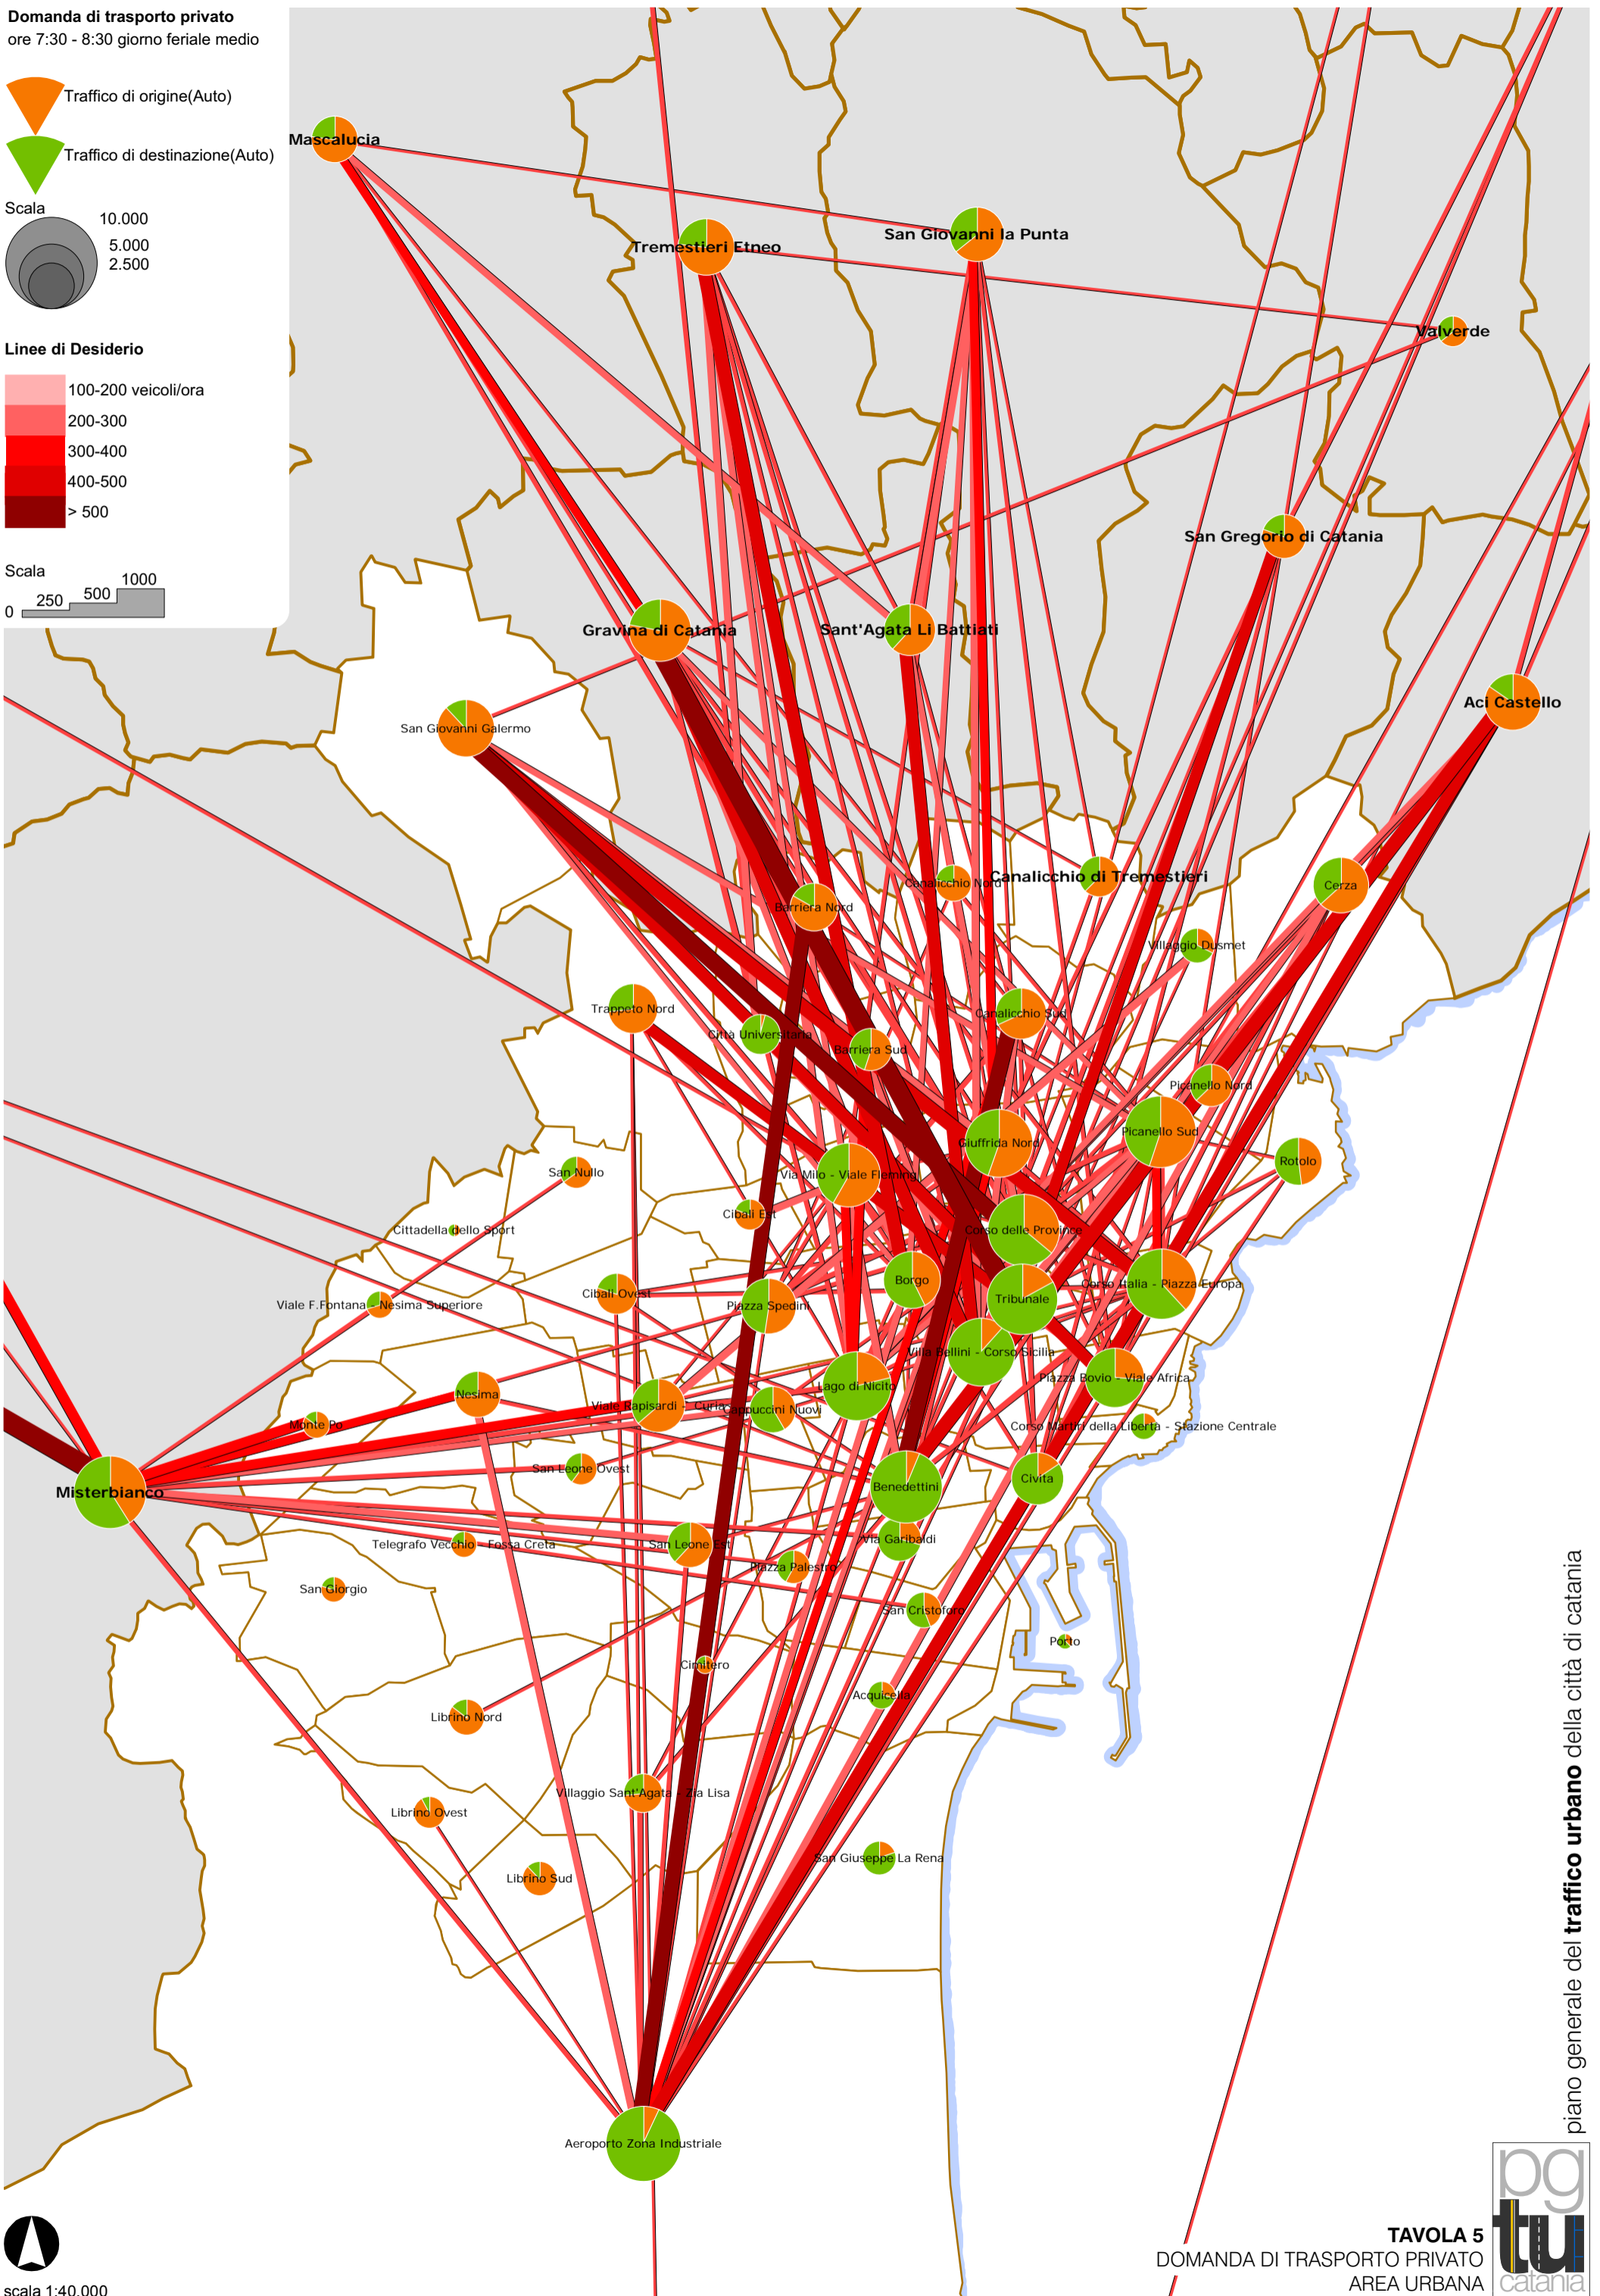 Domanda di trasporto privato
ore 7:30 - 8:30 giorno feriale medio
Traffico di origine(Auto)
Traffico di destinazione(Auto)
Scala
10.000
5.000
2.500
Linee di Desiderio
100-200 veicoli/ora
200-300
300-400
400-500
> 500
Scala
0 250 500 1000
Mascalucia
Tremestieri Etneo
San Giovanni la Punta
Valverde
San Gregorio di Catania
Gravina di Catania
Sant'Agata Li Battiati
Aci Castello
San Giovanni Galermo
Canalicchio Nord
Canalicchio di Tremestieri
Cerza
Barriera Nord
Villaggio Dusmet
Trappeto Nord
Canalicchio Sud
Città Universitaria
Barriera Sud
Picanello Nord
Picanello Sud
Giuffrida Nord
Rotolo
San Nullo
Via Milo - Viale Fleming
Cibali Est
Cittadella dello Sport
Corso delle Province
Borgo
Corso Italia - Piazza Europa
Cibali Ovest
Tribunale
Viale F.Fontana - Nesima Superiore
Piazza Spedini
Villa Bellini - Corso Sicilia
Piazza Bovio - Viale Africa
Lago di Nicito
Nesima
Viale Rapisardi - Curia
Cappuccini Nuovi
Monte Po
Corso Martiri della Liberta - Stazione Centrale
San Leone Ovest
Civita
Benedettini
Misterbianco
Via Garibaldi
Telegrafo Vecchio - Fossa Creta
San Leone Est
Piazza Palestro
San Giorgio
San Cristoforo
Porto
Cimitero
Acquicella
Librino Nord
Villaggio Sant'Agata - Zia Lisa
Librino Ovest
San Giuseppe La Rena
Librino Sud
Aeroporto Zona Industriale
piano generale del traffico urbano della città di catania
pg
tu
catania
TAVOLA 5
DOMANDA DI TRASPORTO PRIVATO
AREA URBANA
scala 1:40.000